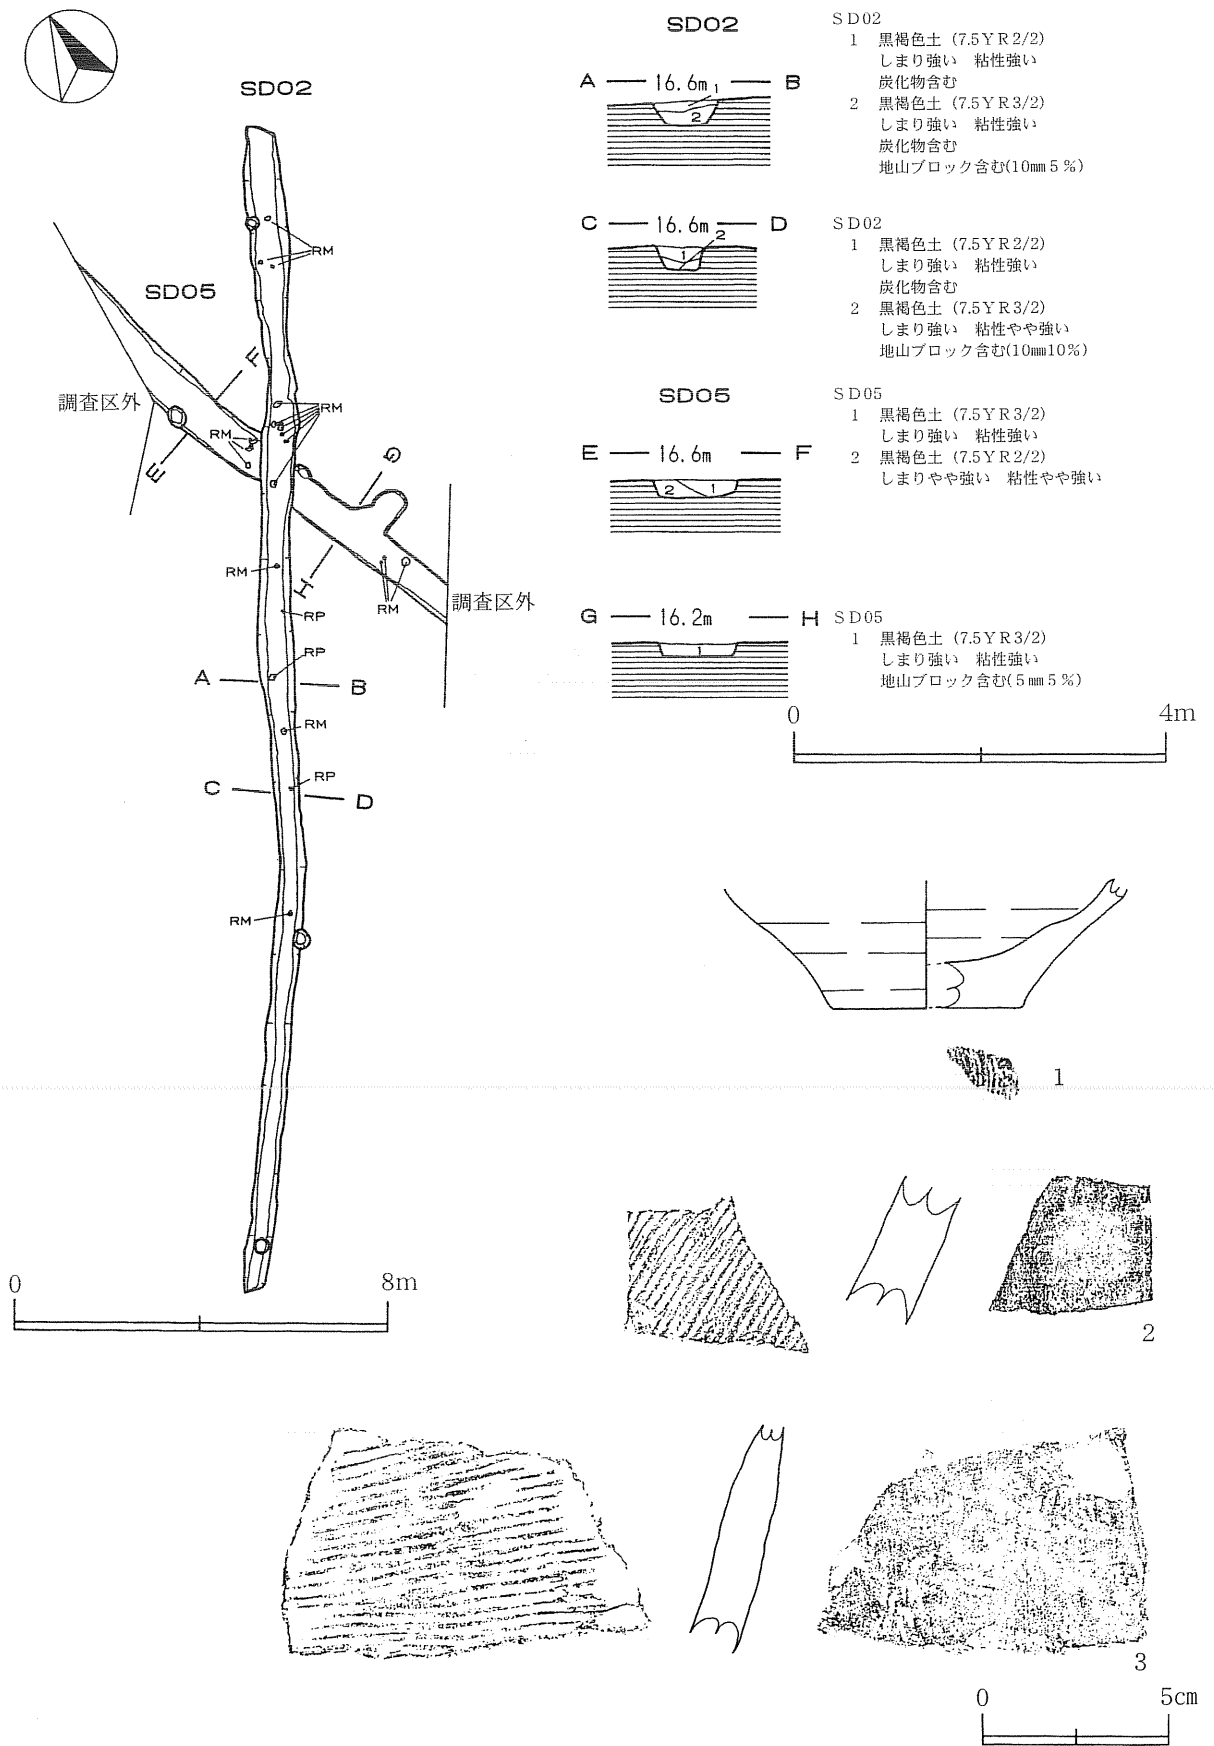 SD02
RM
SD05
F
調査区外
RM
RM
E
G
RM
H
RM
調査区外
RP
RP
A
B
RM
RP
C
D
RM
0
8m
SD02
A
16.6m
B
1
2
SD02
1 黒褐色土 (7.5YR2/2)
しまり強い 粘性強い
炭化物含む
2 黒褐色土 (7.5YR3/2)
しまり強い 粘性強い
炭化物含む
地山ブロック含む(10㎜5%)
C
16.6m
D
2
1
SD02
1 黒褐色土 (7.5YR2/2)
しまり強い 粘性強い
炭化物含む
2 黒褐色土 (7.5YR3/2)
しまり強い 粘性やや強い
地山ブロック含む(10㎜10%)
SD05
E
16.6m
F
2
1
SD05
1 黒褐色土 (7.5YR3/2)
しまり強い 粘性強い
2 黒褐色土 (7.5YR2/2)
しまりやや強い 粘性やや強い
G
16.2m
H
1
SD05
1 黒褐色土 (7.5YR3/2)
しまり強い 粘性強い
地山ブロック含む(5㎜5%)
0
4m
1
2
3
0
5㎝